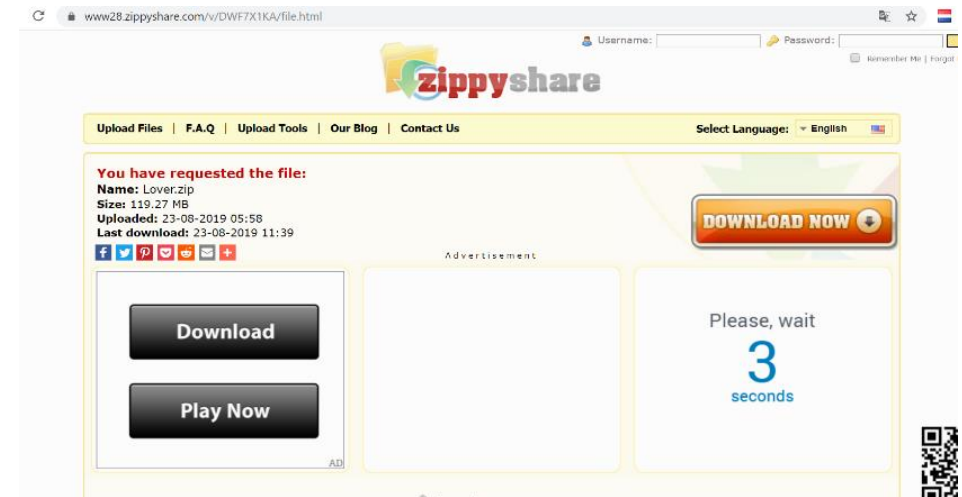 www28.zippyshare.com/v/DWF7X1KA/file.html
Username: Password:
Remember Me | Forgot
zippyshare
Upload Files | F.A.Q | Upload Tools | Our Blog | Contact Us Select Language: English
You have requested the file:
Name: Lover.zip
Size: 119.27 MB
Uploaded: 23-08-2019 05:58
Last download: 23-08-2019 11:39
DOWNLOAD NOW
Advertisement
Download
Play Now
AD
Please, wait
3
seconds